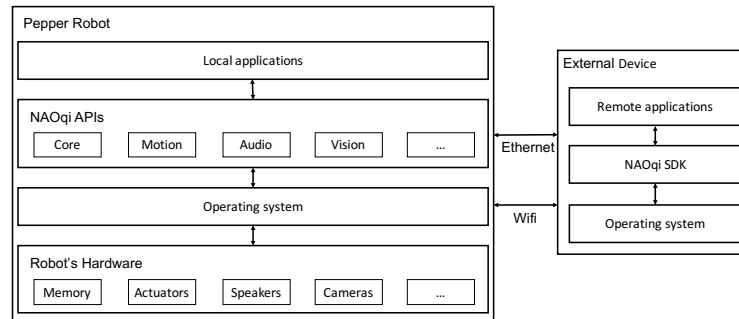 Pepper Robot
Local applications
NAOqi APIs
Core Motion Audio Vision ...
Operating system
Robot's Hardware
Memory Actuators Speakers Cameras ...
Ethernet
Wifi
External Device
Remote applications
NAOqi SDK
Operating system